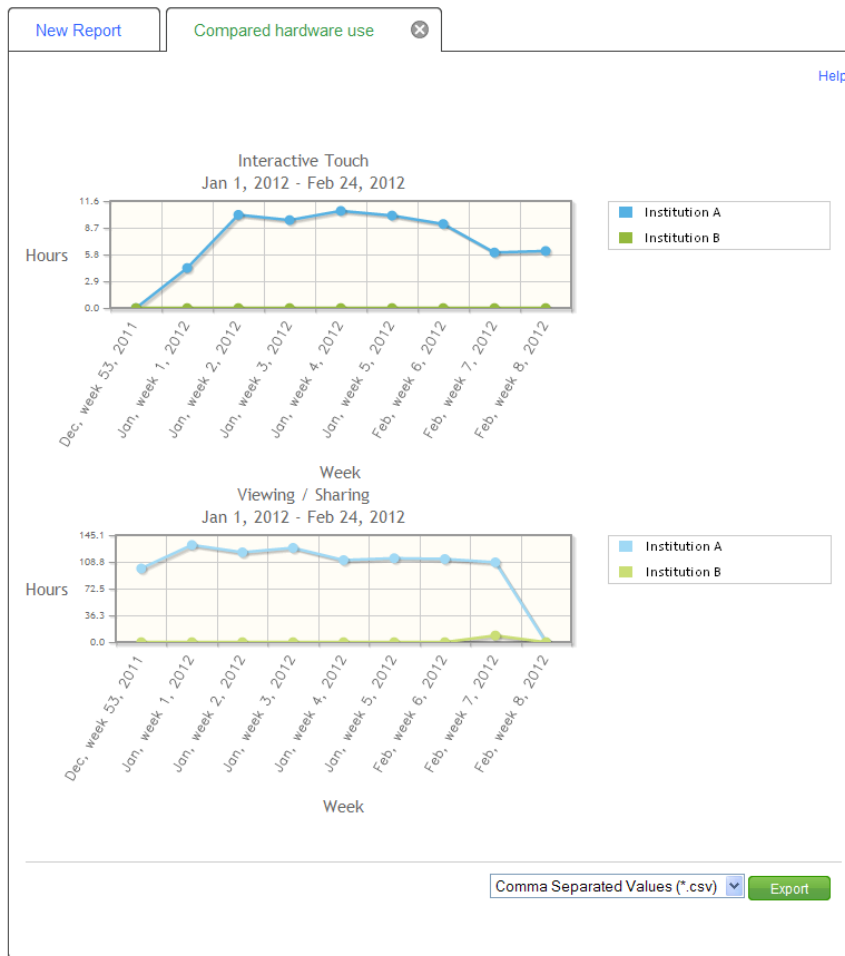 New Report
Compared hardware use
Help
Interactive Touch
Jan 1, 2012 - Feb 24, 2012
11.6
8.7
5.8
2.9
0.0
Hours
Institution A
Institution B
Dec, week 53, 2011
Jan, week 1, 2012
Jan, week 2, 2012
Jan, week 3, 2012
Jan, week 4, 2012
Jan, week 5, 2012
Feb, week 6, 2012
Feb, week 7, 2012
Feb, week 8, 2012
Week
Viewing / Sharing
Jan 1, 2012 - Feb 24, 2012
145.1
108.8
72.5
36.3
0.0
Hours
Institution A
Institution B
Dec, week 53, 2011
Jan, week 1, 2012
Jan, week 2, 2012
Jan, week 3, 2012
Jan, week 4, 2012
Jan, week 5, 2012
Feb, week 6, 2012
Feb, week 7, 2012
Feb, week 8, 2012
Week
Comma Separated Values (*.csv)
Export